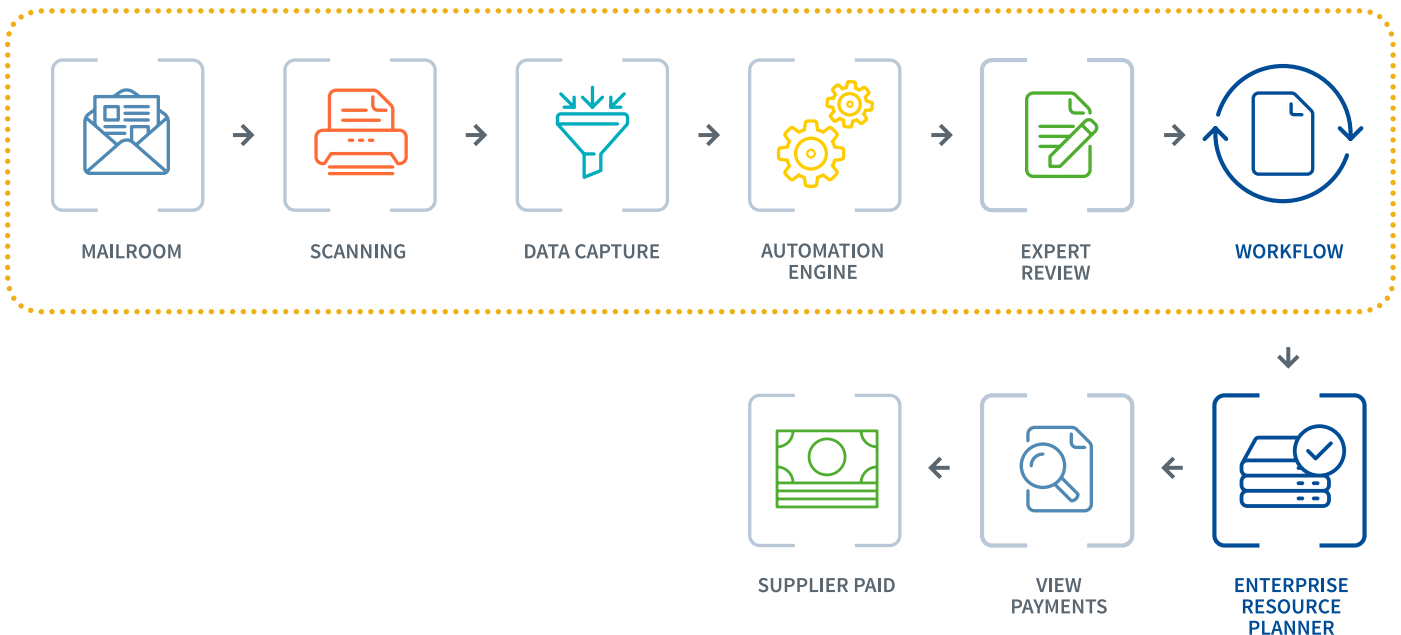 MAILROOM
SCANNING
DATA CAPTURE
AUTOMATION
ENGINE
EXPERT
REVIEW
WORKFLOW
SUPPLIER PAID
VIEW
PAYMENTS
ENTERPRISE
RESOURCE
PLANNER